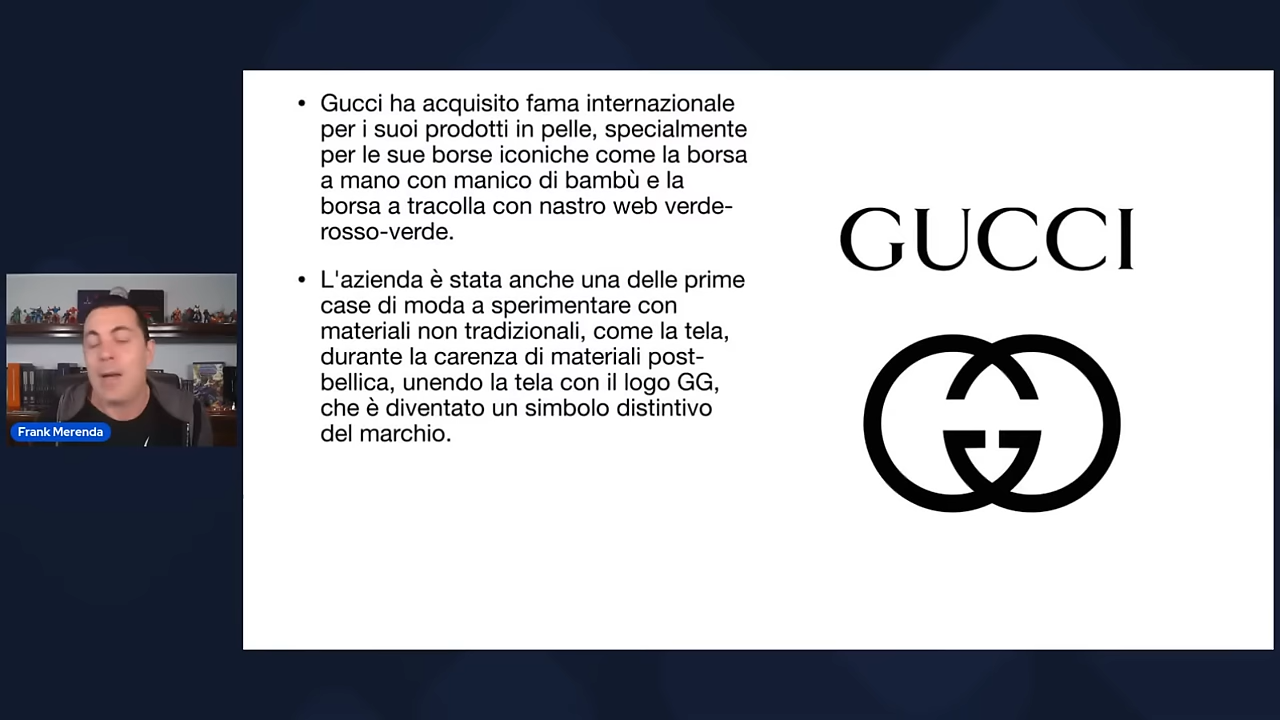 • Gucci ha acquisito fama internazionale
per i suoi prodotti in pelle, specialmente
per le sue borse iconiche come la borsa
a mano con manico di bambù e la
borsa a tracolla con nastro web verde-
rosso-verde.
• L'azienda è stata anche una delle prime
case di moda a sperimentare con
materiali non tradizionali, come la tela,
durante la carenza di materiali post-
bellica, unendo la tela con il logo GG,
che è diventato un simbolo distintivo
del marchio.
GUCCI
GG
Frank Merenda